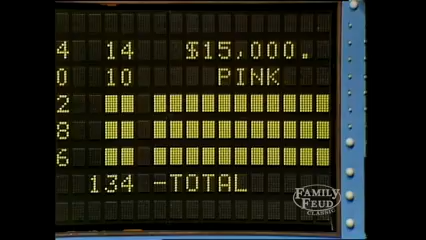 4 14 $15,000.
0 10 PINK
2
8
6
134 -TOTAL
FAMILY
FEUD
CLASSIC